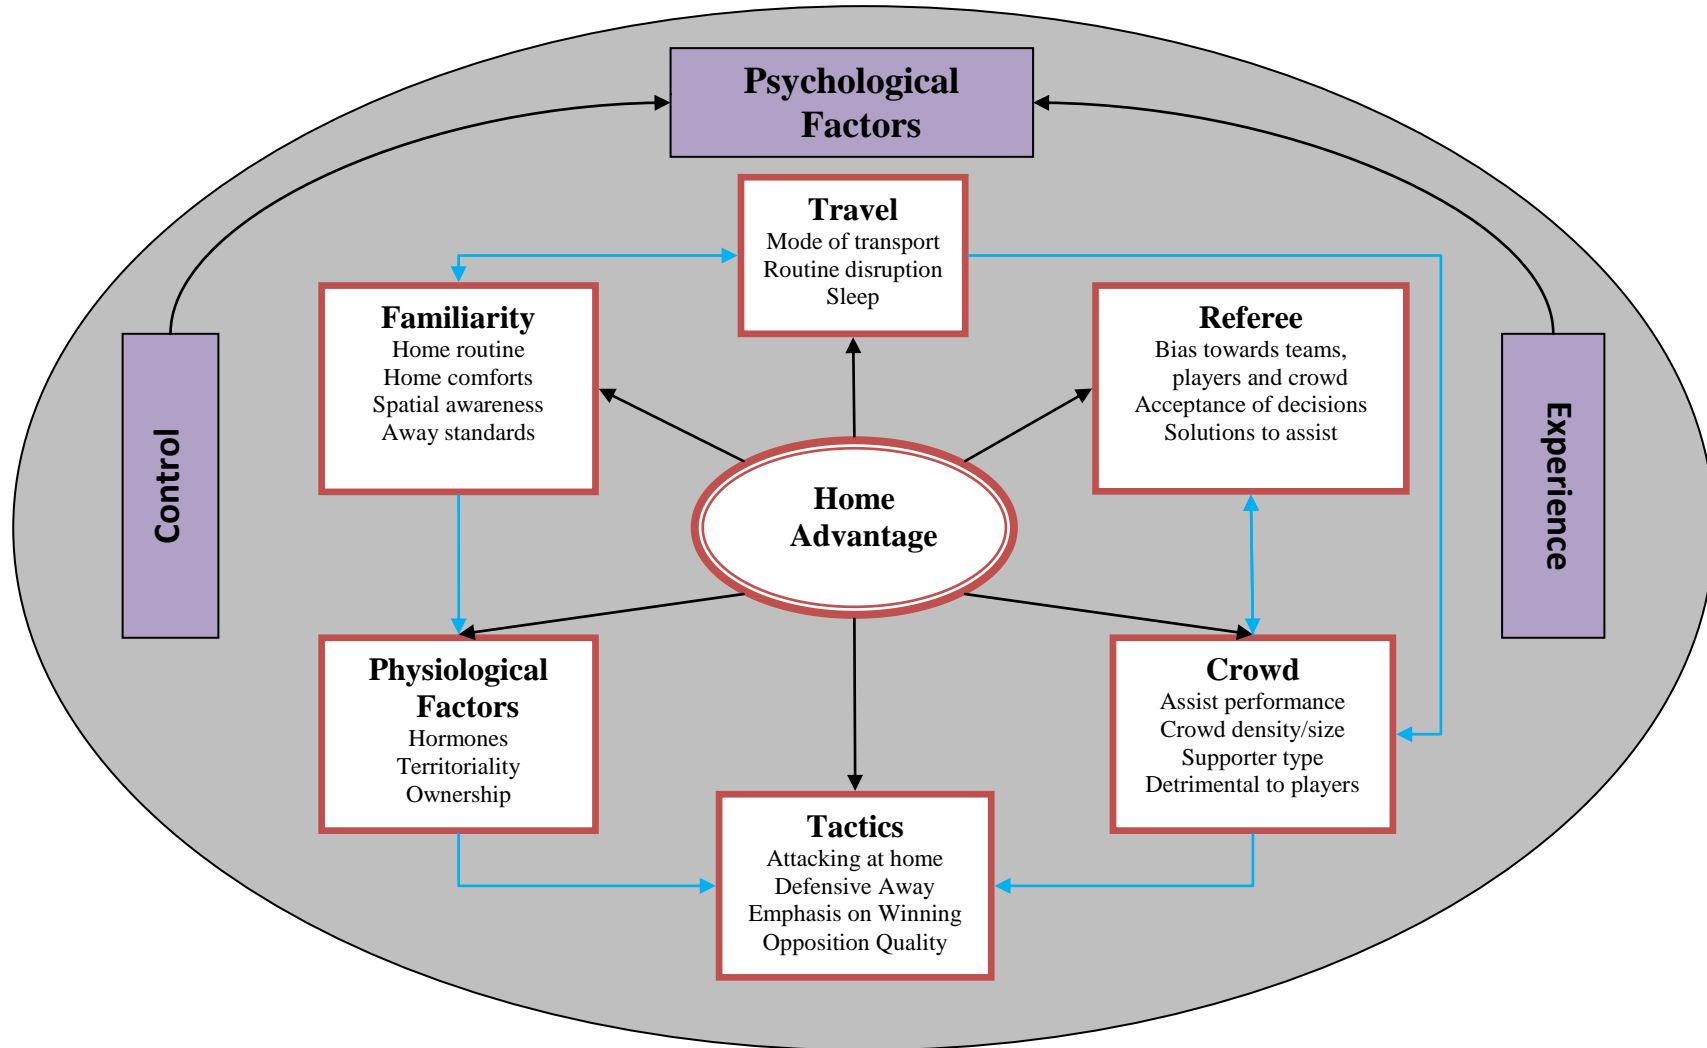 Psychological
Factors
Travel
Mode of transport
Routine disruption
Sleep
Familiarity
Home routine
Home comforts
Spatial awareness
Away standards
Referee
Bias towards teams,
players and crowd
Acceptance of decisions
Solutions to assist
Control
Experience
Home
Advantage
Physiological
Factors
Hormones
Territoriality
Ownership
Crowd
Assist performance
Crowd density/size
Supporter type
Detrimental to players
Tactics
Attacking at home
Defensive Away
Emphasis on Winning
Opposition Quality